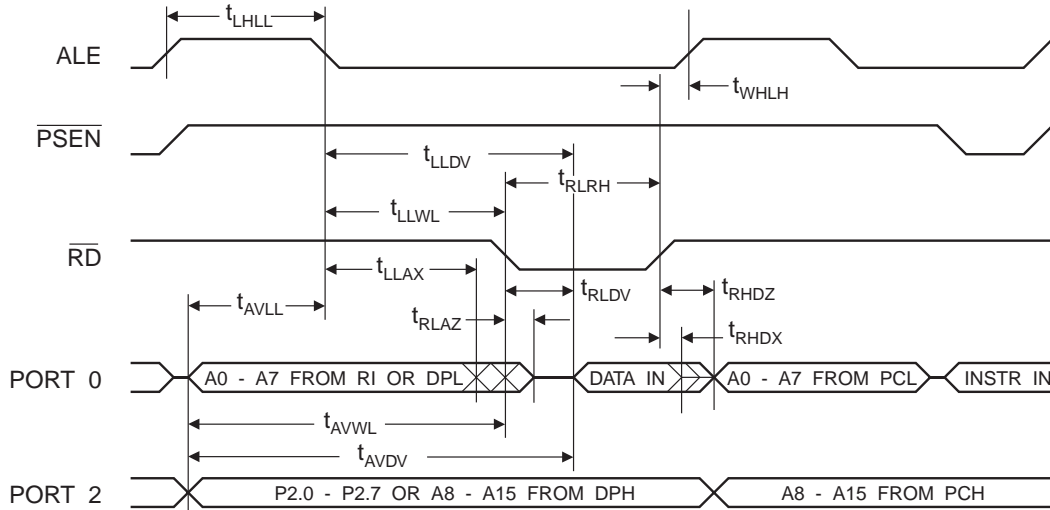 tLHLL
ALE
tWHLH
PSEN
tLLDV
tRLRH
tLLWL
RD
tLLAX
tRLDV
tRHDZ
tAVLL
tRLAZ
tRHDX
PORT 0
A0 - A7 FROM RI OR DPL
DATA IN
A0 - A7 FROM PCL
INSTR IN
tAVWL
tAVDV
PORT 2
P2.0 - P2.7 OR A8 - A15 FROM DPH
A8 - A15 FROM PCH